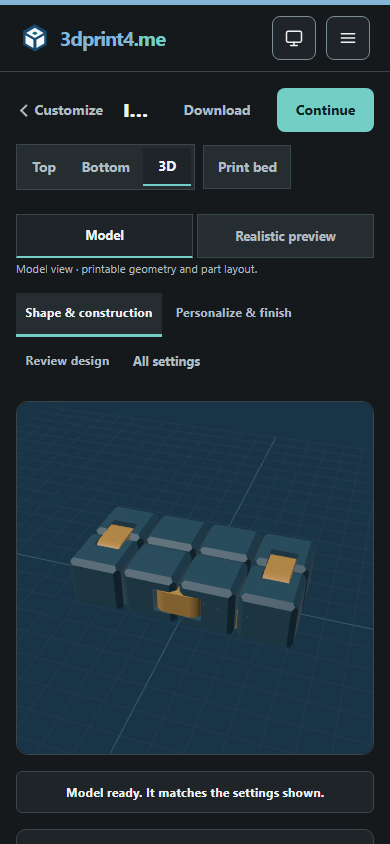 3dprint4.me
Customize I... Download Continue
Top Bottom 3D Print bed
Model Realistic preview
Model view · printable geometry and part layout.
Shape & construction Personalize & finish
Review design All settings
Model ready. It matches the settings shown.